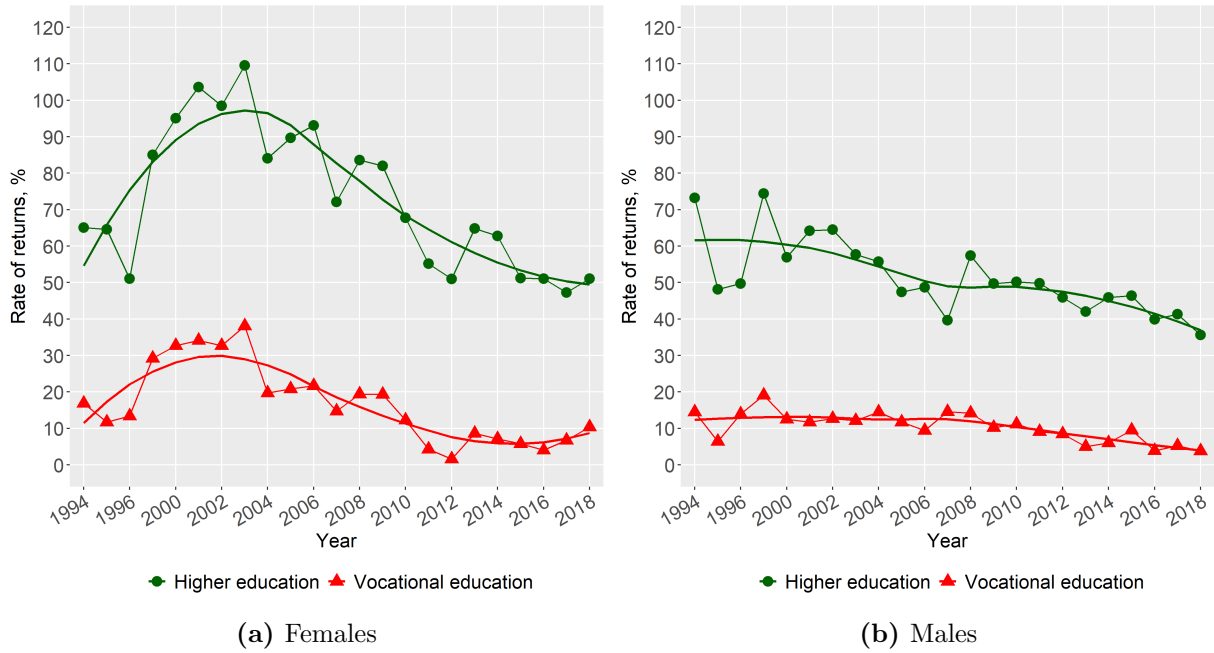 120
110
100
90
80
70
60
50
40
30
20
10
0
Rate of returns, %
1994 1996 2000 2002 2004 2006 2008 2010 2012 2014 2016 2018
Year
Higher education Vocational education
(a) Females
120
110
100
90
80
70
60
50
40
30
20
10
0
Rate of returns, %
1994 1996 2000 2002 2004 2006 2008 2010 2012 2014 2016 2018
Year
Higher education Vocational education
(b) Males